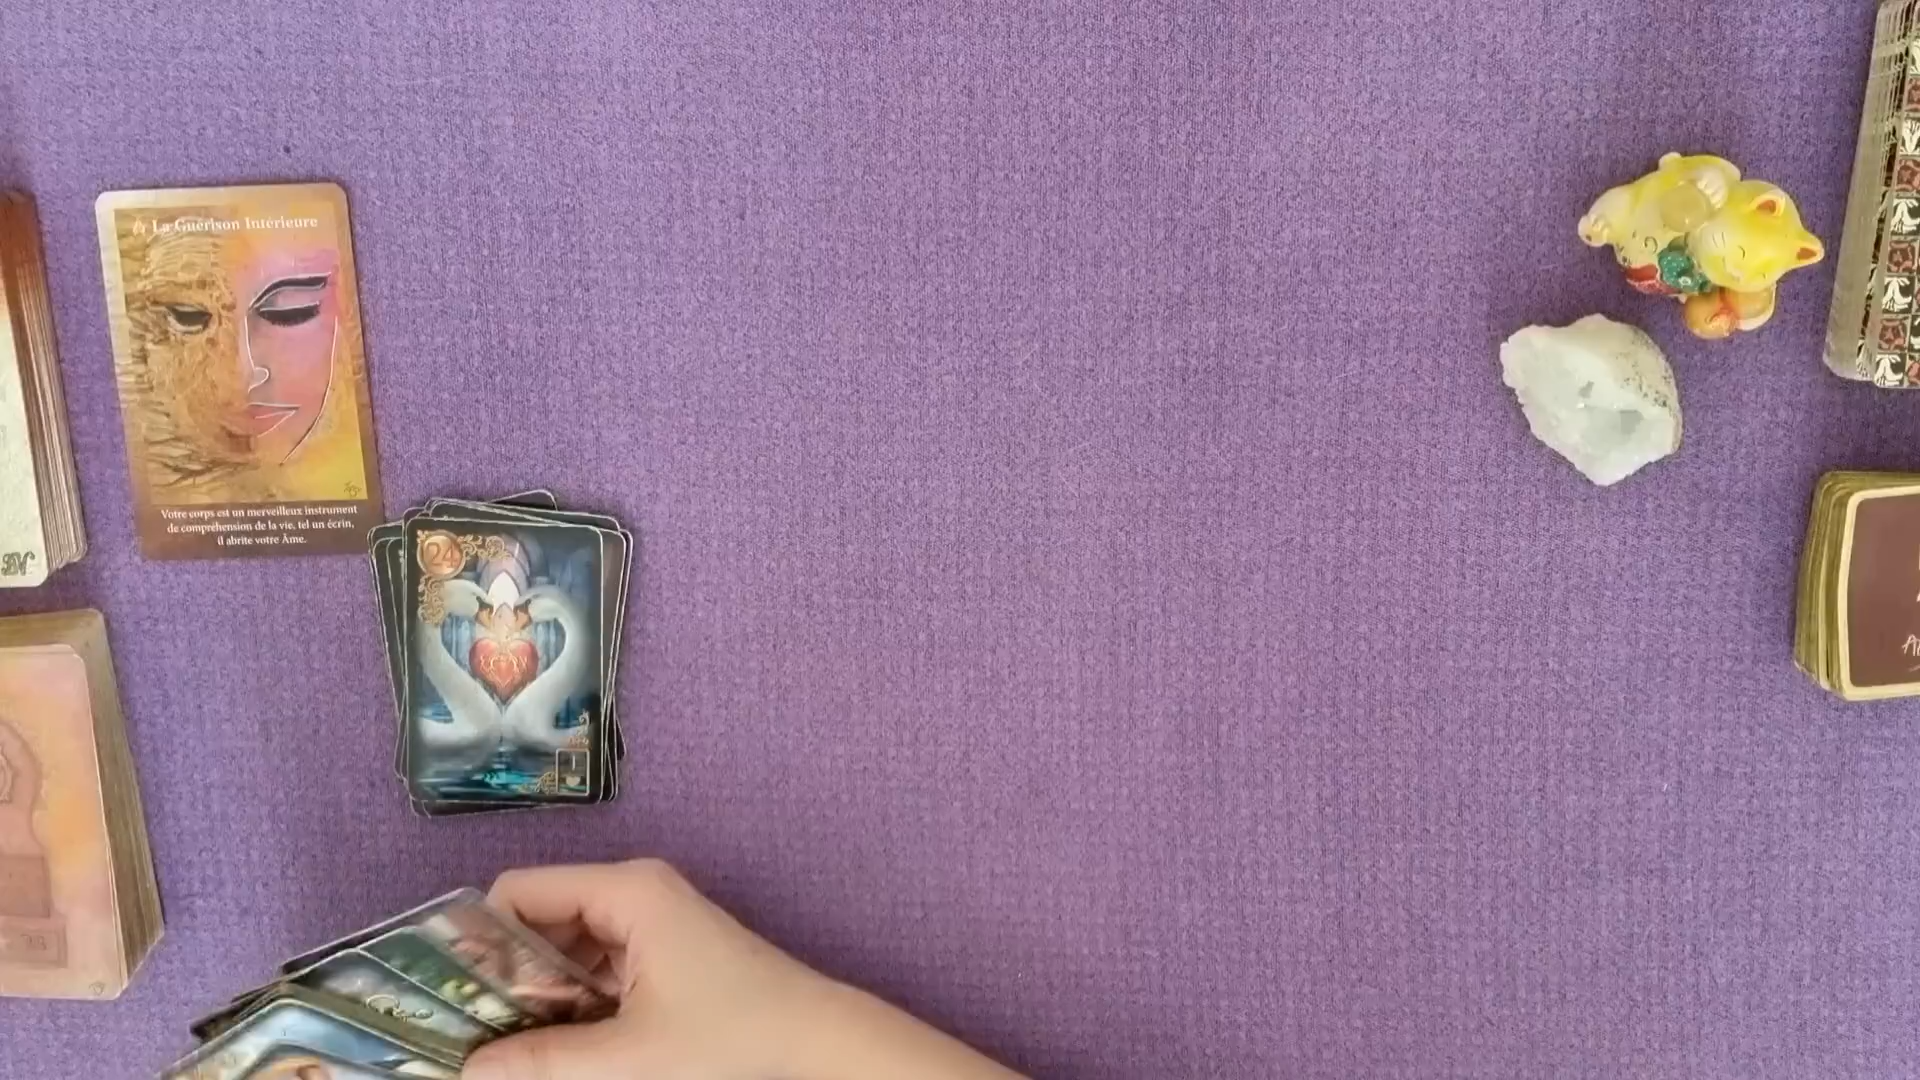 La Guérison Intérieure
Votre corps est un merveilleux instrument
de compréhension de la vie, tel un écrin,
il abrite votre Âme.
24